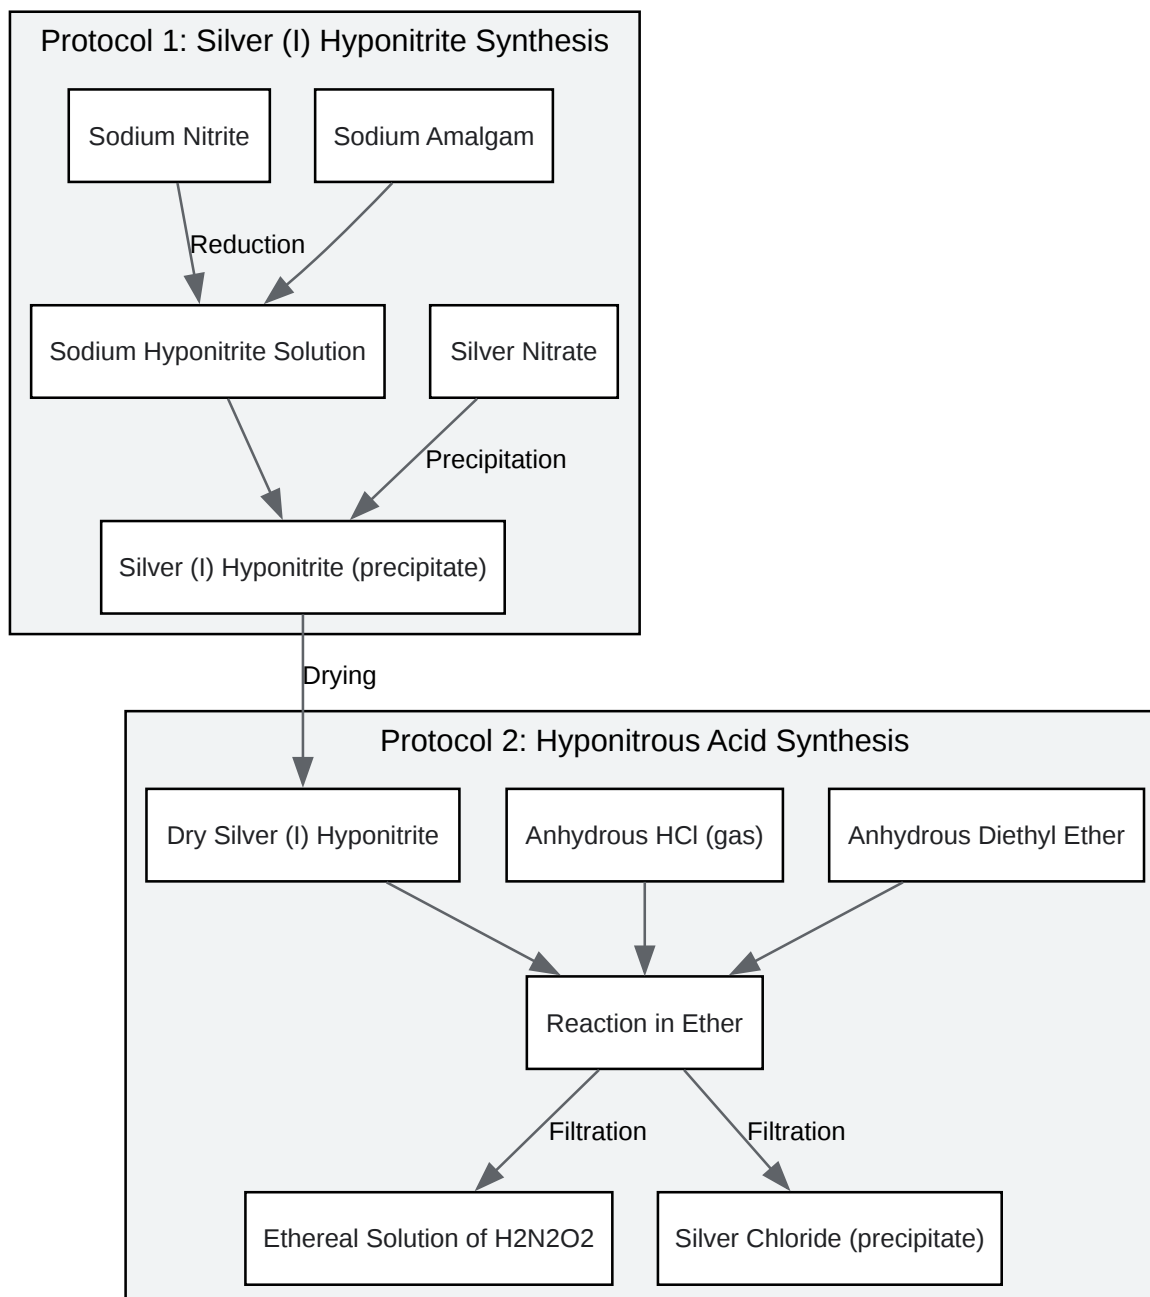 Protocol 1: Silver (I) Hyponitrite Synthesis
Sodium Nitrite
Sodium Amalgam
Reduction
Sodium Hyponitrite Solution
Silver Nitrate
Precipitation
Silver (I) Hyponitrite (precipitate)
Drying
Protocol 2: Hyponitrous Acid Synthesis
Dry Silver (I) Hyponitrite
Anhydrous HCl (gas)
Anhydrous Diethyl Ether
Reaction in Ether
Filtration
Filtration
Ethereal Solution of H2N2O2
Silver Chloride (precipitate)